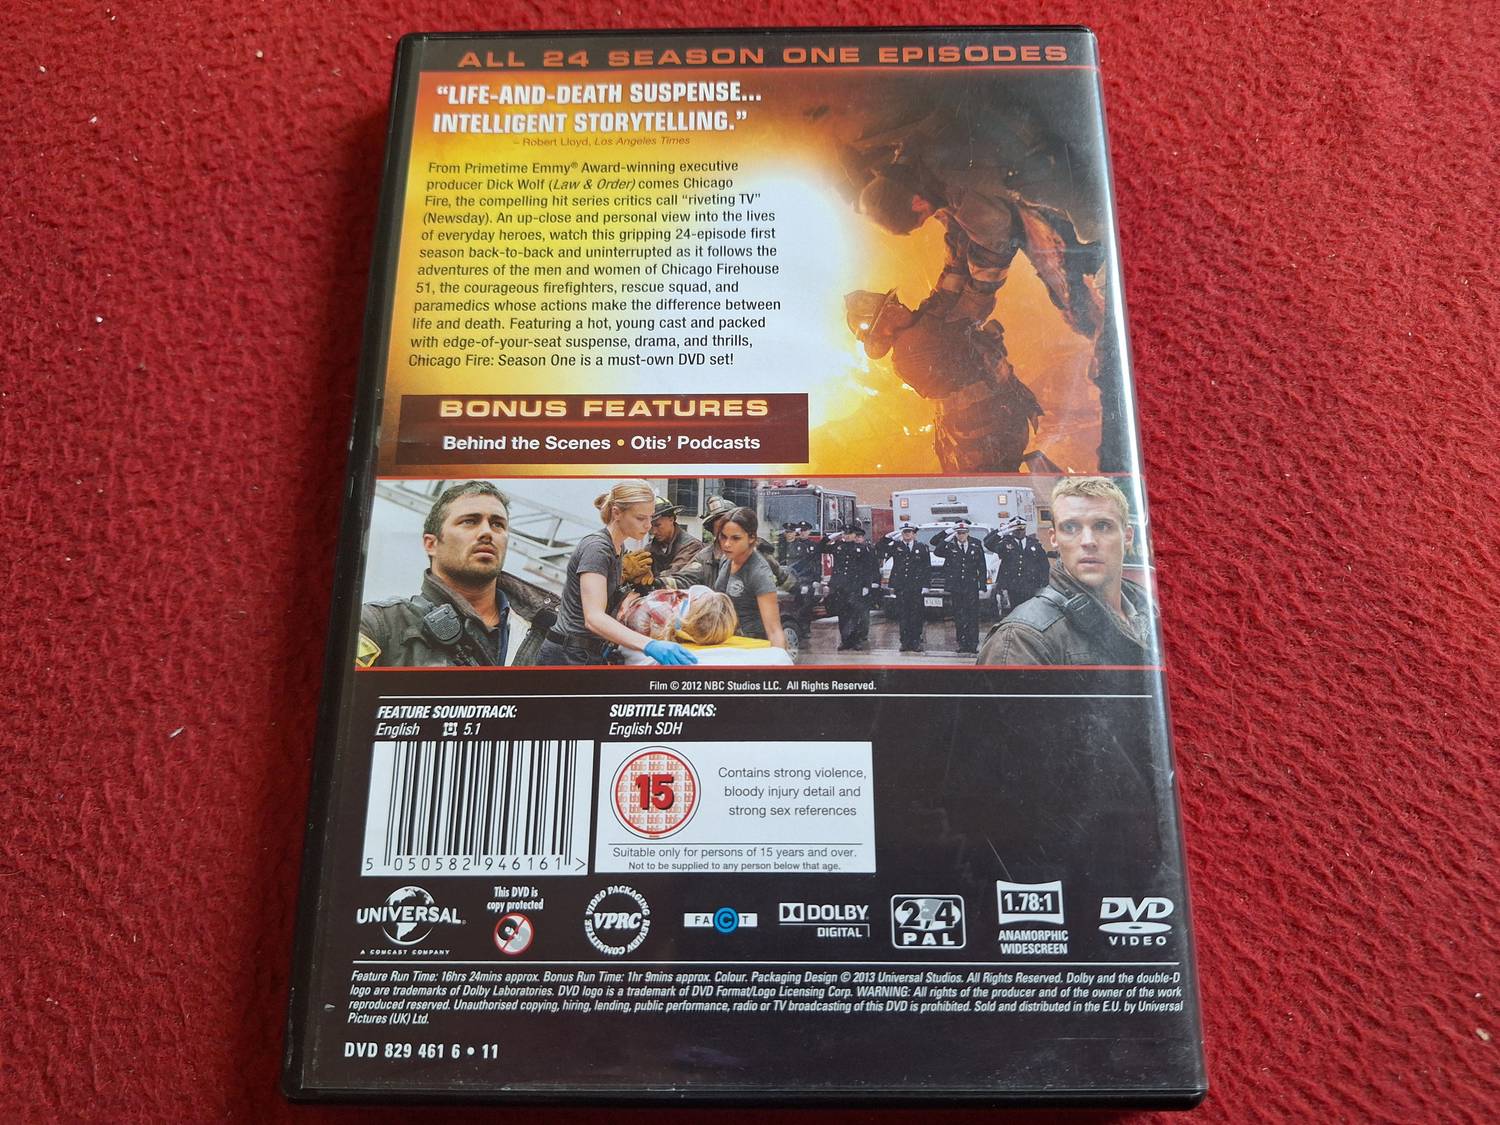 ALL 24 SEASON ONE EPISODES
“LIFE-AND-DEATH SUSPENSE...
INTELLIGENT STORYTELLING.”
– Robert Lloyd, Los Angeles Times
From Primetime Emmy® Award-winning executive
producer Dick Wolf (Law & Order) comes Chicago
Fire, the compelling hit series critics call “riveting TV”
(Newsday). An up-close and personal view into the lives
of everyday heroes, watch this gripping 24-episode first
season back-to-back and uninterrupted as it follows the
adventures of the men and women of Chicago Firehouse
51, the courageous firefighters, rescue squad, and
paramedics whose actions make the difference between
life and death. Featuring a hot, young cast and packed
with edge-of-your-seat suspense, drama, and thrills,
Chicago Fire: Season One is a must-own DVD set!
BONUS FEATURES
Behind the Scenes • Otis’ Podcasts
Film © 2012 NBC Studios LLC. All Rights Reserved.
FEATURE SOUNDTRACK:
English 5.1
SUBTITLE TRACKS:
English SDH
15
Contains strong violence,
bloody injury detail and
strong sex references
Suitable only for persons of 15 years and over.
Not to be supplied to any person below that age.
5 050582 946161 >
UNIVERSAL
A COMCAST COMPANY
This DVD is
copy protected
VIDEO PACKAGING REVIEW COMMITTEE
VPRC
FACT
DOLBY
DIGITAL
2,4
PAL
1.78:1
ANAMORPHIC
WIDESCREEN
DVD
VIDEO
Feature Run Time: 16hrs 24mins approx. Bonus Run Time: 1hr 9mins approx. Colour. Packaging Design © 2013 Universal Studios. All Rights Reserved. Dolby and the double-D
logo are trademarks of Dolby Laboratories. DVD logo is a trademark of DVD Format/Logo Licensing Corp. WARNING: All rights of the producer and of the owner of the work
reproduced reserved. Unauthorised copying, hiring, lending, public performance, radio or TV broadcasting of this DVD is prohibited. Sold and distributed in the E.U. by Universal
Pictures (UK) Ltd.
DVD 829 461 6 • 11